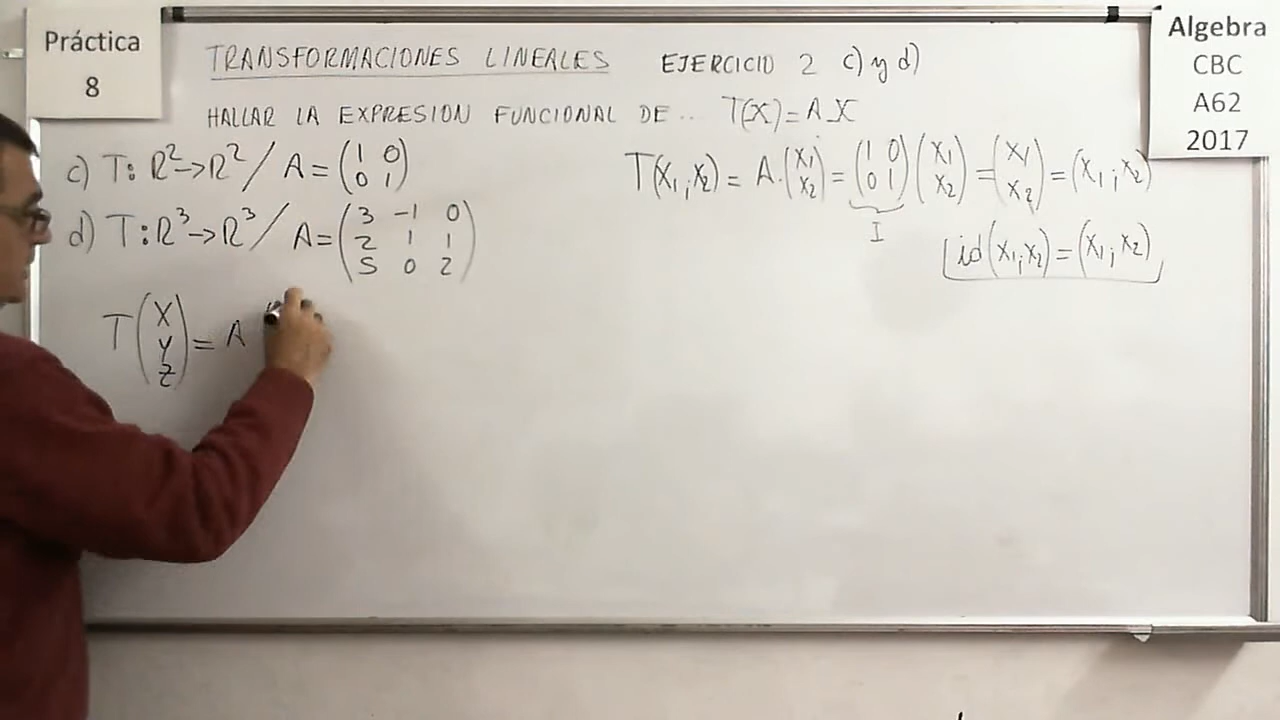 Práctica
8
TRANSFORMACIONES LINEALES EJERCICIO 2 c) y d)
HALLAR LA EXPRESION FUNCIONAL DE... T(X)=A.X
c) T: R²→R² / A=(1 0
0 1)
d) T:R³→R³ / A=(3 -1 0
2 1 1
5 0 2)
T(x
y
z) = A
T(x₁;x₂) = A.(x₁
x₂) = (1 0
0 1)(x₁
x₂) = (x₁
x₂) = (x₁;x₂)
I
id(x₁;x₂)=(x₁;x₂)
Algebra
CBC
A62
2017